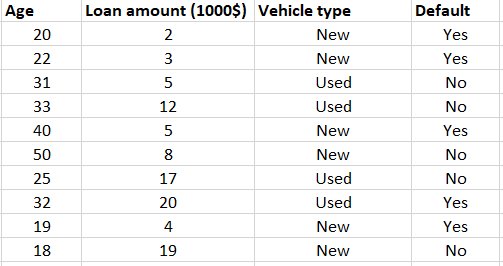 Age Loan amount (1000$) Vehicle type Default
20 2 New Yes
22 3 New Yes
31 5 Used No
33 12 Used No
40 5 New Yes
50 8 New No
25 17 Used No
32 20 Used Yes
19 4 New Yes
18 19 New No